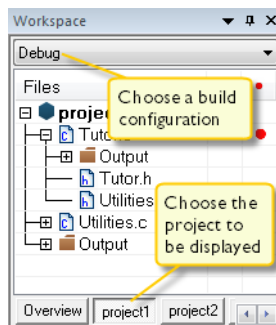 Workspace
Debug
Files
Choose a build
configuration
projec
Tutor.c
Output
Tutor.h
Utilities
Choose the
project to
be displayed
Utilities.c
Output
Overview
project1
project2